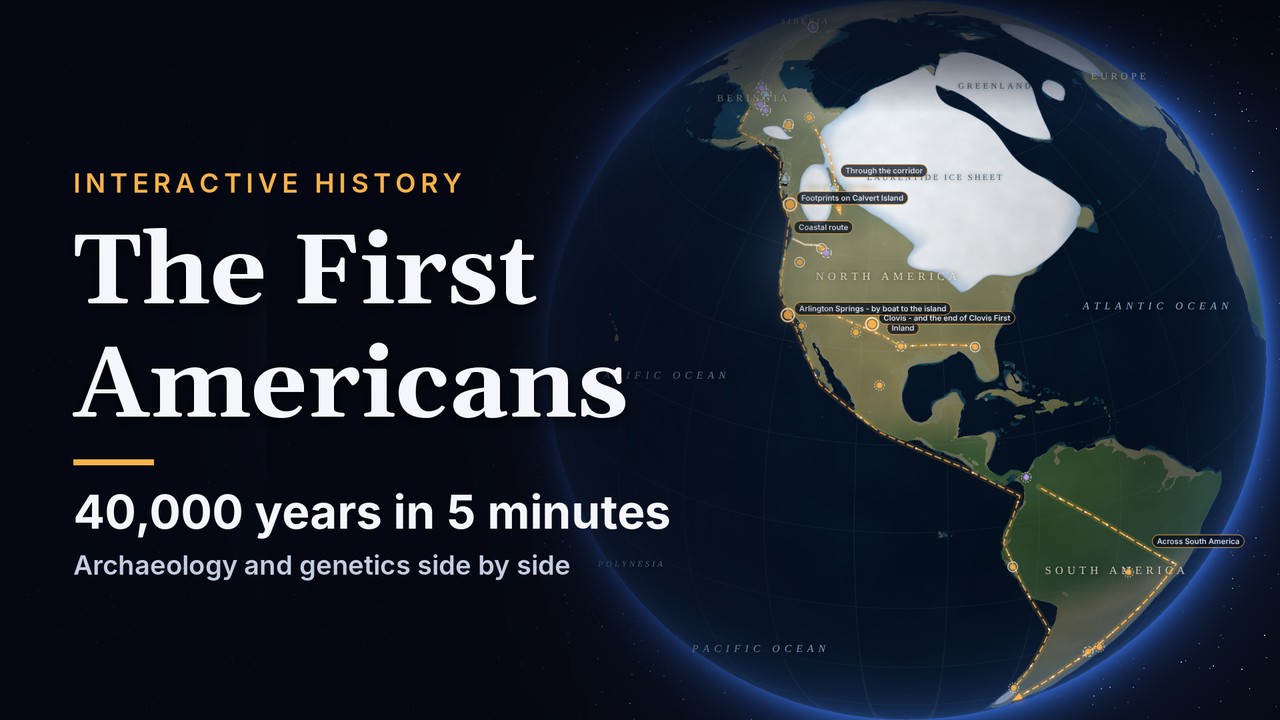 INTERACTIVE HISTORY
The First
Americans
40,000 years in 5 minutes
Archaeology and genetics side by side
SIBERIA
BERINGIA
GREENLAND
EUROPE
Through the corridor
LAURENTIDE ICE SHEET
Footprints on Calvert Island
Coastal route
NORTH AMERICA
ATLANTIC OCEAN
Arlington Springs - by boat to the island
Clovis - and the end of Clovis First
Inland
PACIFIC OCEAN
Across South America
POLYNESIA
SOUTH AMERICA
PACIFIC OCEAN